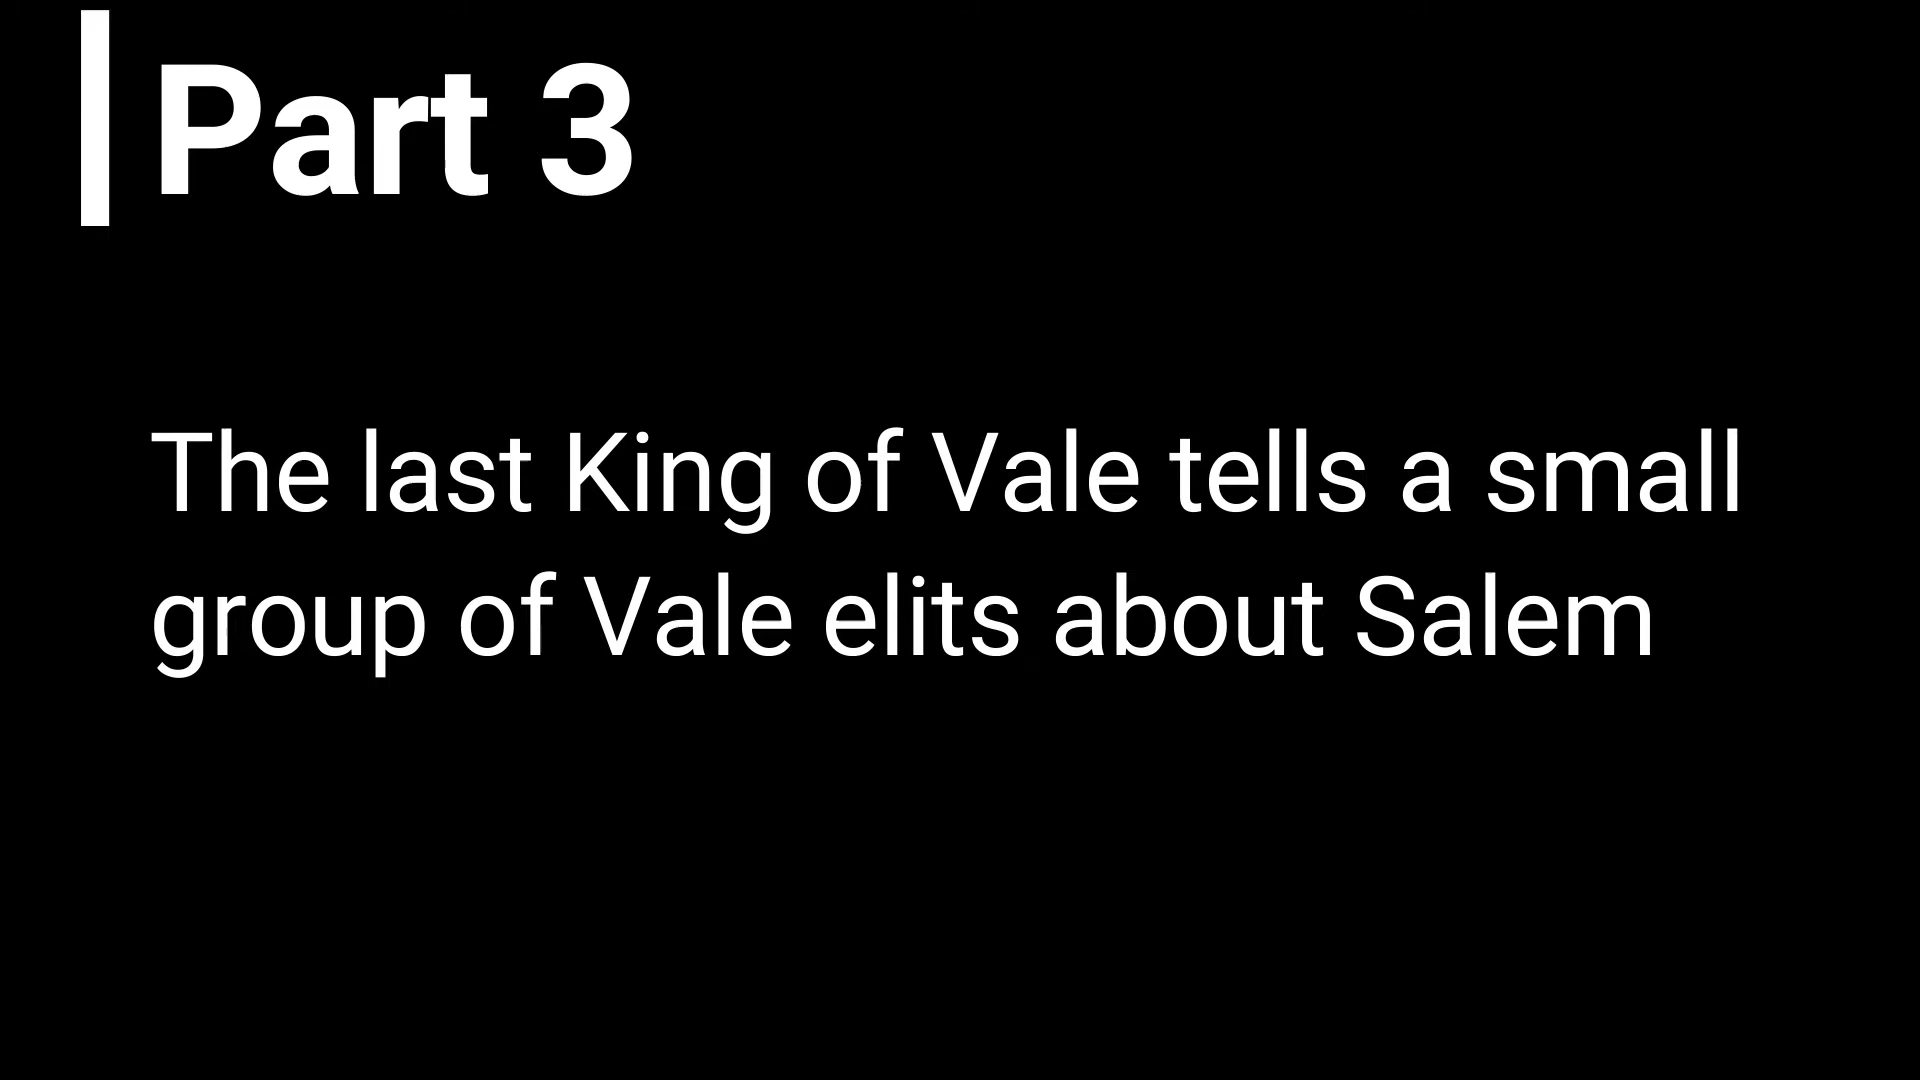 Part 3
The last King of Vale tells a small
group of Vale elits about Salem